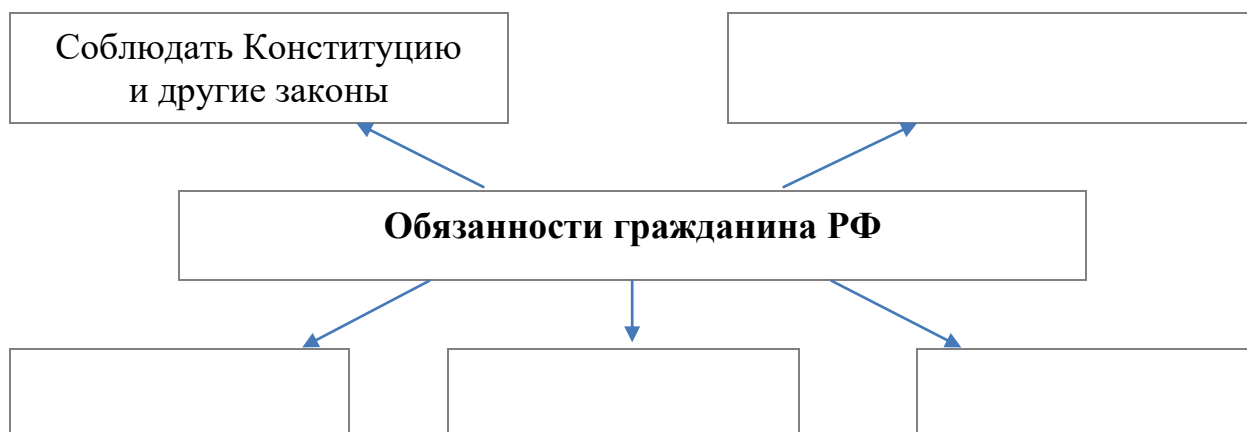 Соблюдать Конституцию
и другие законы
Обязанности гражданина РФ